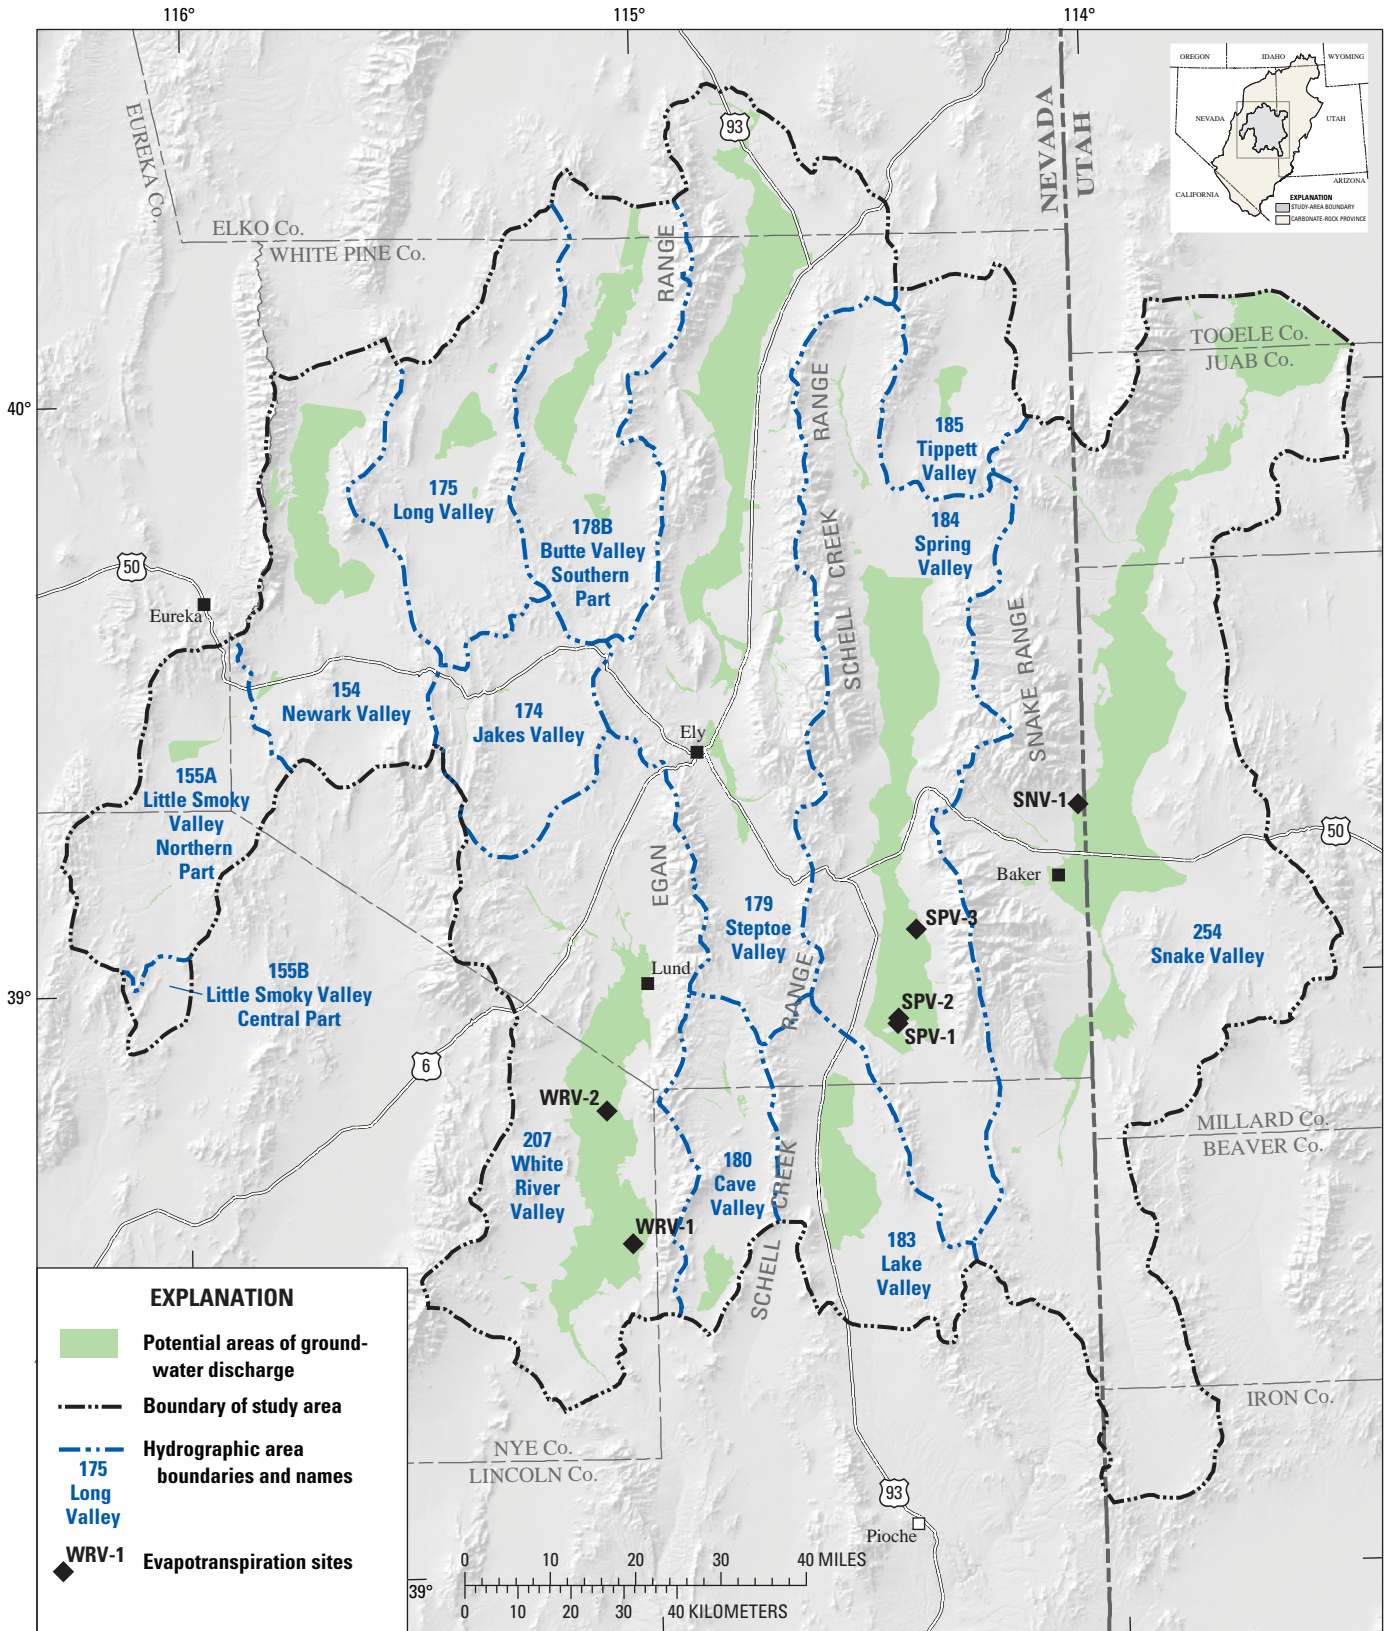 116°
115°
114°
93
EUREKA Co.
NEVADA
UTAH
OREGON
IDAHO
WYOMING
NEVADA
UTAH
CALIFORNIA
ARIZONA
EXPLANATION
STUDY-AREA BOUNDARY
CARBONATE-ROCK PROVINCE
ELKO Co.
WHITE PINE Co.
RANGE
TOOELE Co.
JUAB Co.
40°
RANGE
185
Tippett
Valley
175
Long Valley
178B
Butte Valley
Southern
Part
184
Spring
Valley
SCHELL CREEK
50
Eureka
SNAKE RANGE
154
Newark Valley
174
Jakes Valley
Ely
155A
Little Smoky
Valley
Northern
Part
SNV-1
50
Baker
EGAN
179
Steptoe
Valley
SPV-3
254
Snake Valley
155B
Little Smoky Valley
Central Part
Lund
RANGE
39°
SPV-2
SPV-1
6
WRV-2
MILLARD Co.
BEAVER Co.
207
White
River
Valley
180
Cave
Valley
SCHELL CREEK
WRV-1
183
Lake
Valley
IRON Co.
NYE Co.
LINCOLN Co.
93
Pioche
EXPLANATION
Potential areas of ground-
water discharge
Boundary of study area
Hydrographic area
boundaries and names
175
Long
Valley
WRV-1
Evapotranspiration sites
39°
0 10 20 30 40 MILES
0 10 20 30 40 KILOMETERS